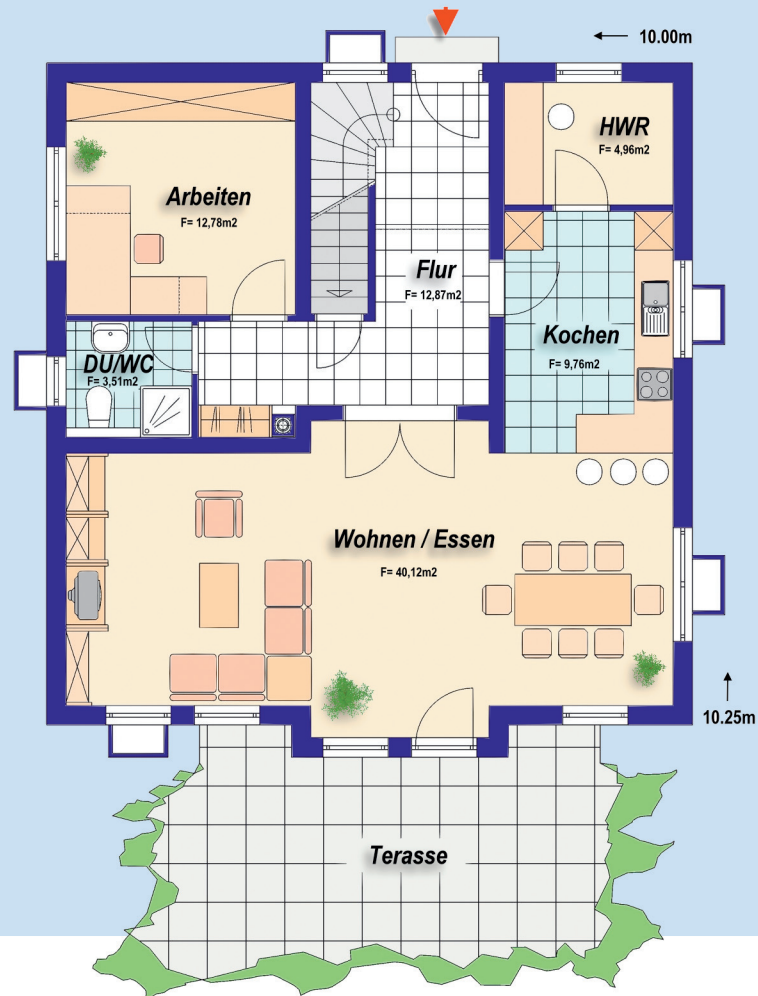 10.00m
HWR
F= 4,96m2
Arbeiten
F= 12,78m2
Flur
F= 12,87m2
Kochen
F= 9,76m2
DU/WC
F= 3,51m2
Wohnen / Essen
F= 40,12m2
10.25m
Terasse